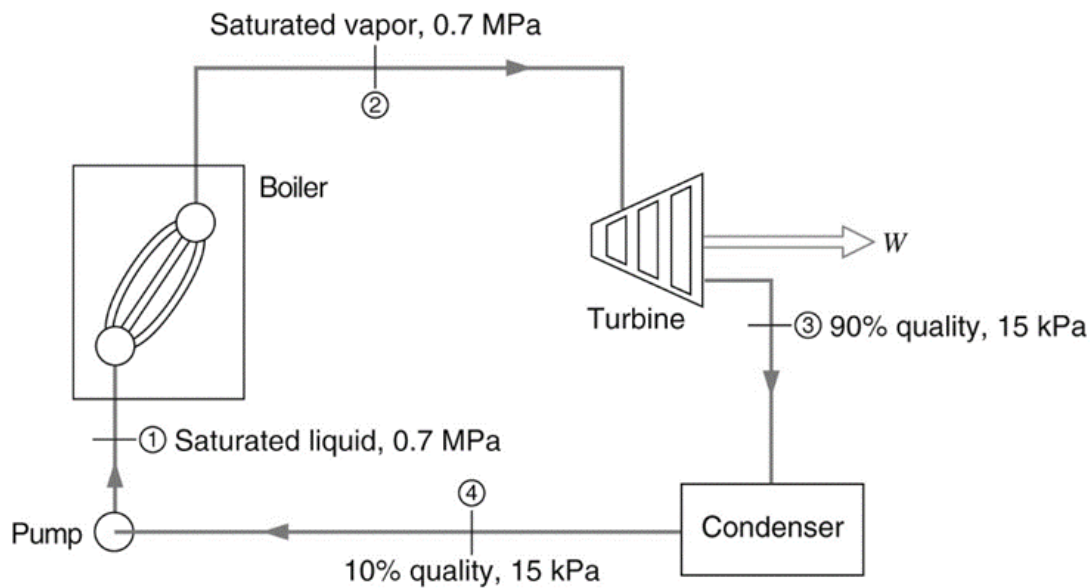 Saturated vapor, 0.7 MPa
②
Boiler
W
Turbine
③ 90% quality, 15 kPa
① Saturated liquid, 0.7 MPa
④
Pump
Condenser
10% quality, 15 kPa